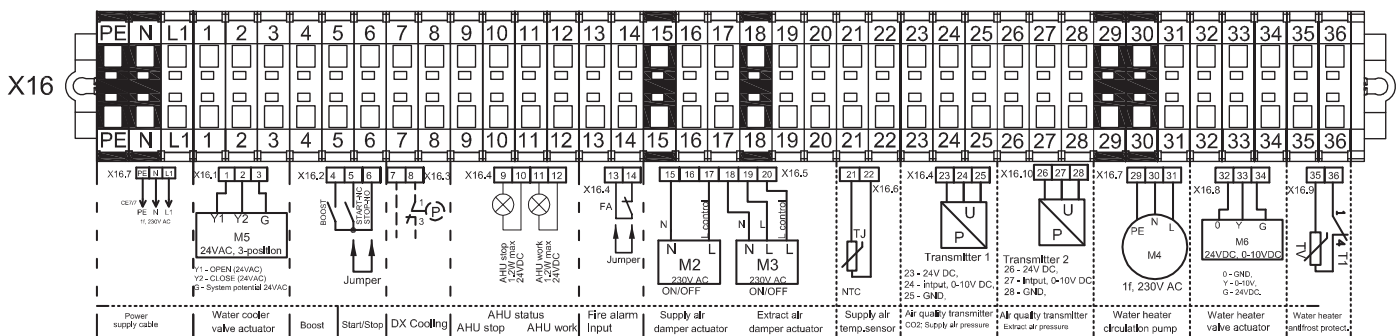 PE N L1 1 2 3 4 5 6 7 8 9 10 11 12 13 14 15 16 17 18 19 20 21 22 23 24 25 26 27 28 29 30 31 32 33 34 35 36
X16
PE N L1 1 2 3 4 5 6 7 8 9 10 11 12 13 14 15 16 17 18 19 20 21 22 23 24 25 26 27 28 29 30 31 32 33 34 35 36
X16.7 PE N L1
CE7/7
PE N L1
1f, 230V AC
Power
supply cable
X16.1 1 2 3
Y1 Y2 G
M5
24VAC, 3-position
Y1 - OPEN (24VAC)
Y2 - CLOSE (24VAC)
G - System potential 24VAC
Water cooler
valve actuator
X16.2 4 5 6
BOOST
START-NC
STOP-NO
Jumper
Boost
Start/Stop
7 8 X16.3
1
3
P
DX Cooling
X16.4 9 10 11 12
AHU stop
1,2W max
24VDC
AHU work
1,2W max
24VDC
AHU status
AHU stop AHU work
13 14
X16.4
FA
Jumper
Fire alarm
Input
15 16 17 18 19 20 X16.5
N L control
N L L control
N L
M2
230V AC
ON/OFF
Supply air
damper actuator
N L L
M3
230V AC
ON/OFF
Extract air
damper actuator
21 22
X16.6
TJ
NTC
Supply air
temp.sensor
X16.4
23 24 25
U
P
Transmitter 1
23 - 24V DC,
24 - intput, 0-10V DC,
25 - GND,
Air quality transmitter
CO2; Supply air pressure
X16.10
26 27 28
U
P
Transmitter 2
26 - 24V DC,
27 - Intput, 0-10V DC
28 - GND,
Air quality transmitter
Extract air pressure
X16.7
29 30 31
PE N L
M4
1f, 230V AC
Water heater
circulation pump
32 33 34
X16.8
0 Y G
M6
24VDC, 0-10VDC
0 - GND,
Y - 0-10V,
G - 24VDC.
Water heater
valve actuator
35 36
X16.9
1
4
TV
T1
Water heater
antifrost protect.